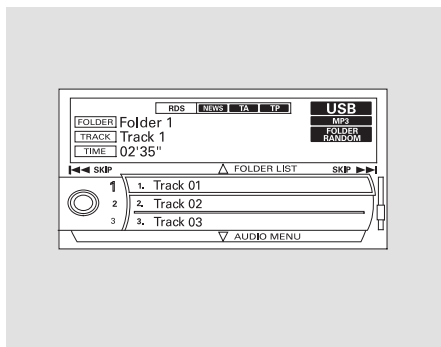 RDS NEWS TA TP USB
MP3
FOLDER Folder 1 FOLDER RANDOM
TRACK Track 1
TIME 02'35"
|◄◄ SKIP △ FOLDER LIST SKIP ►►|
1 1. Track 01
2 2. Track 02
3 3. Track 03
▽ AUDIO MENU